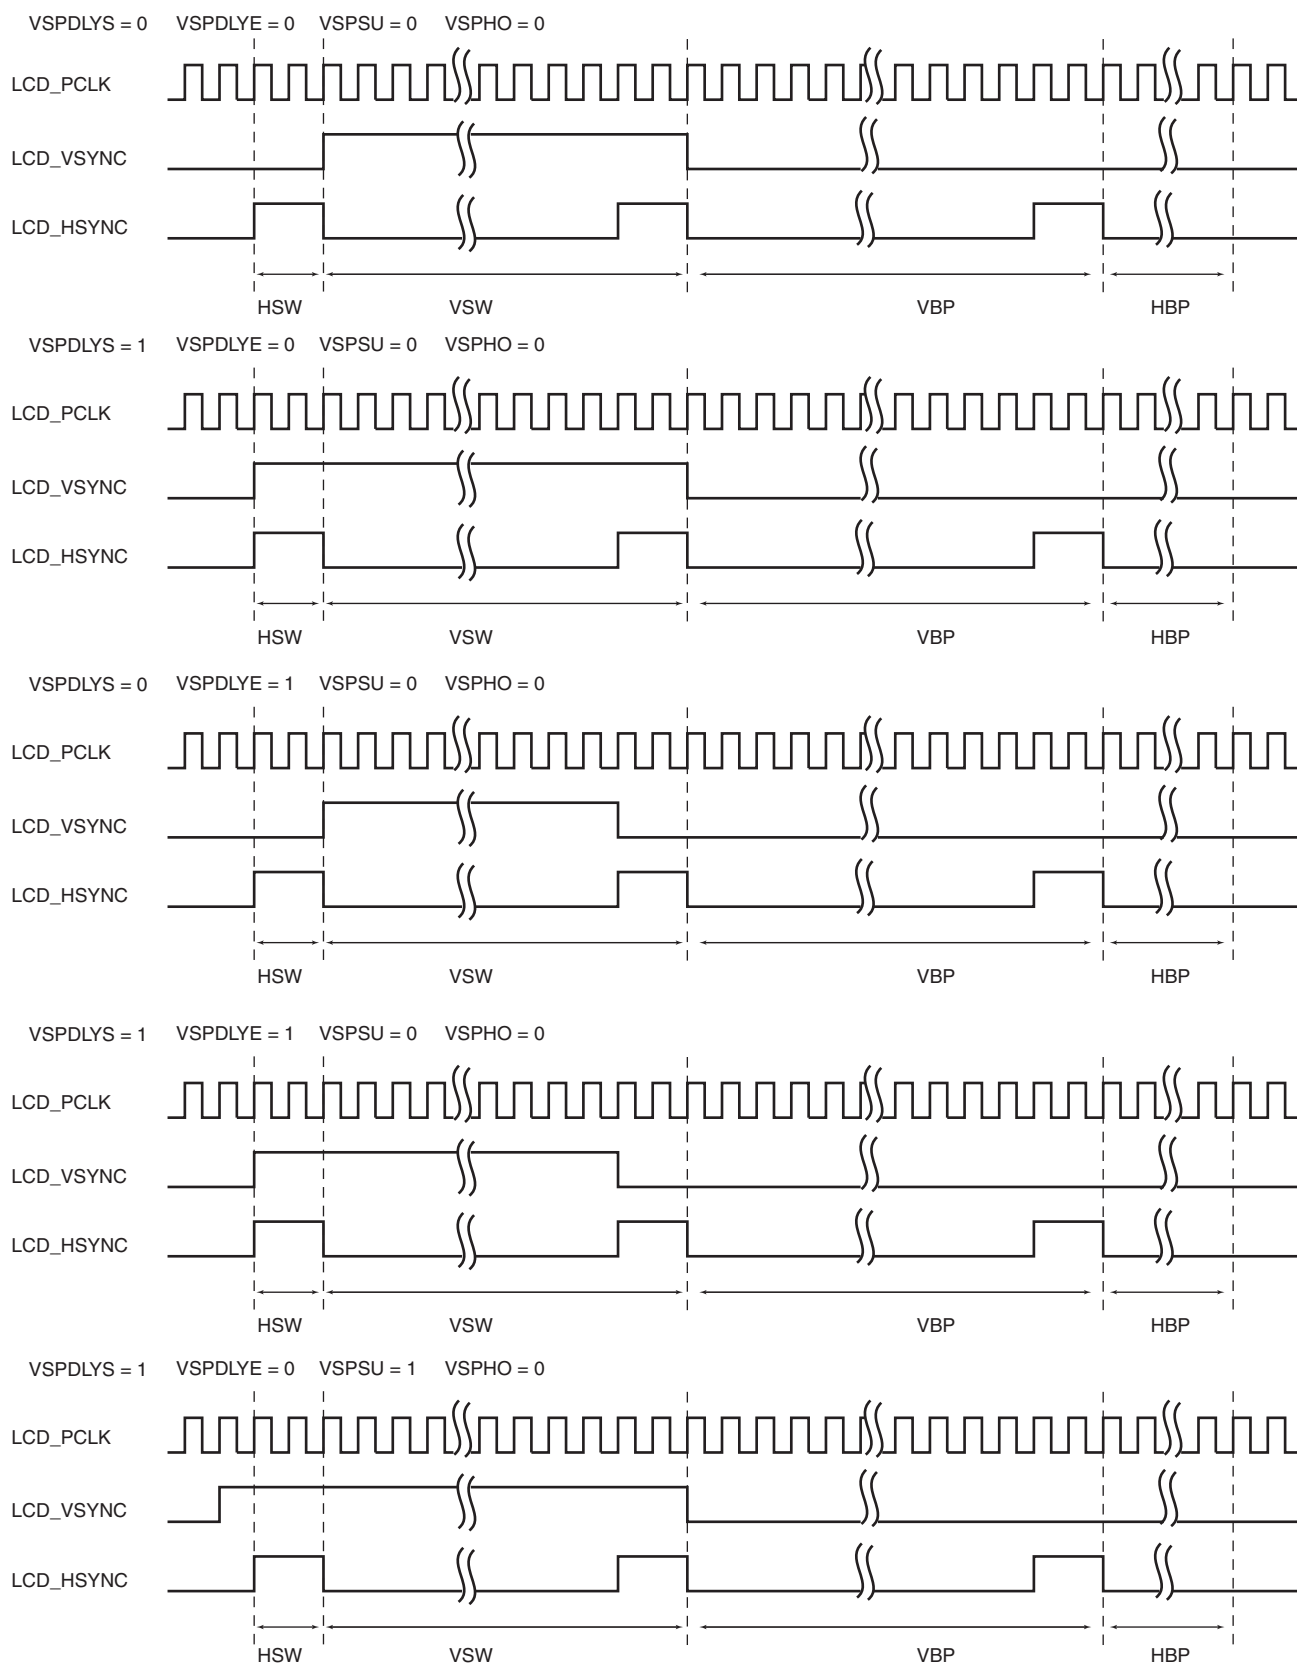 VSPDLYS = 0 VSPDLYE = 0 VSPSU = 0 VSPHO = 0
LCD_PCLK
LCD_VSYNC
LCD_HSYNC
HSW VSW VBP HBP
VSPDLYS = 1 VSPDLYE = 0 VSPSU = 0 VSPHO = 0
LCD_PCLK
LCD_VSYNC
LCD_HSYNC
HSW VSW VBP HBP
VSPDLYS = 0 VSPDLYE = 1 VSPSU = 0 VSPHO = 0
LCD_PCLK
LCD_VSYNC
LCD_HSYNC
HSW VSW VBP HBP
VSPDLYS = 1 VSPDLYE = 1 VSPSU = 0 VSPHO = 0
LCD_PCLK
LCD_VSYNC
LCD_HSYNC
HSW VSW VBP HBP
VSPDLYS = 1 VSPDLYE = 0 VSPSU = 1 VSPHO = 0
LCD_PCLK
LCD_VSYNC
LCD_HSYNC
HSW VSW VBP HBP